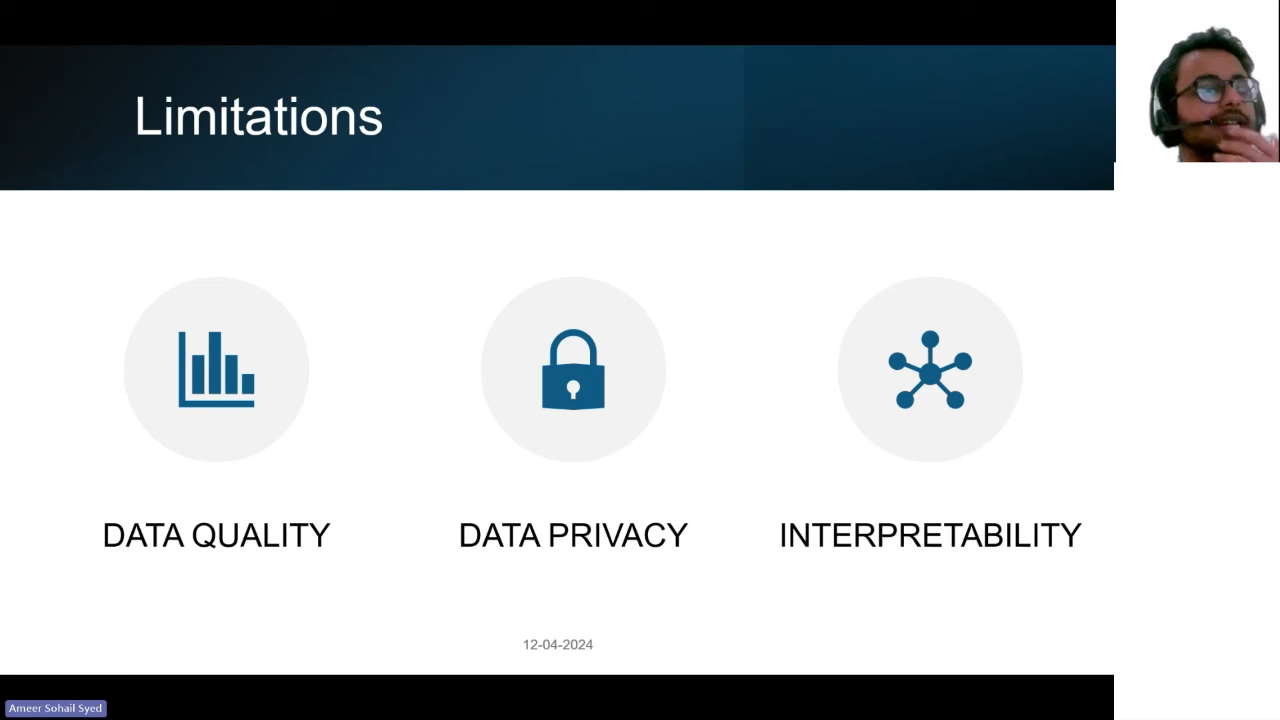 Limitations
DATA QUALITY
DATA PRIVACY
INTERPRETABILITY
12-04-2024
Ameer Sohail Syed